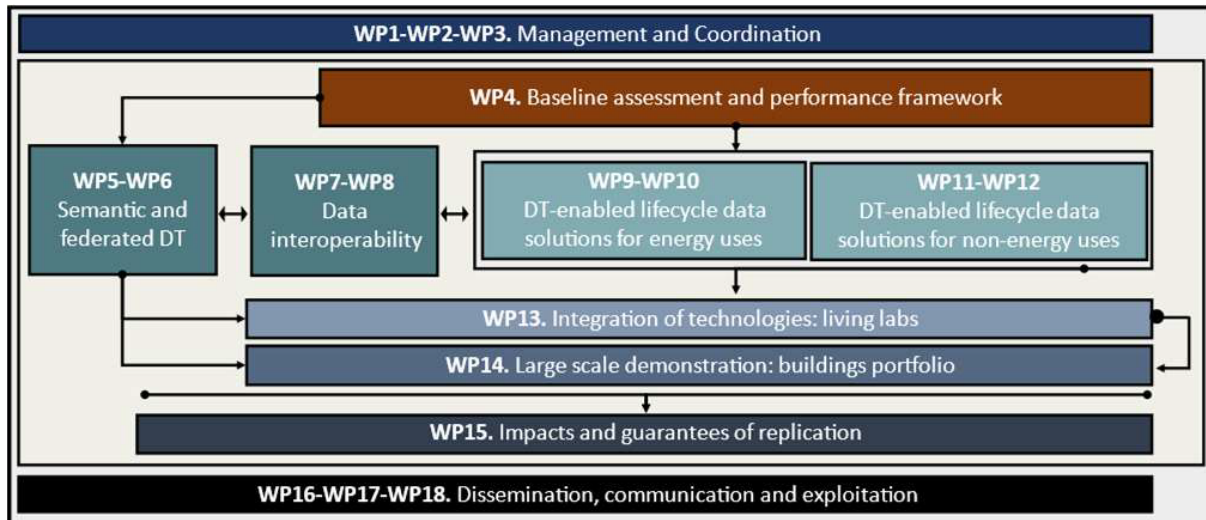 WP1-WP2-WP3. Management and Coordination
WP4. Baseline assessment and performance framework
WP5-WP6
Semantic and
federated DT
WP7-WP8
Data
interoperability
WP9-WP10
DT-enabled lifecycle data
solutions for energy uses
WP11-WP12
DT-enabled lifecycle data
solutions for non-energy uses
WP13. Integration of technologies: living labs
WP14. Large scale demonstration: buildings portfolio
WP15. Impacts and guarantees of replication
WP16-WP17-WP18. Dissemination, communication and exploitation